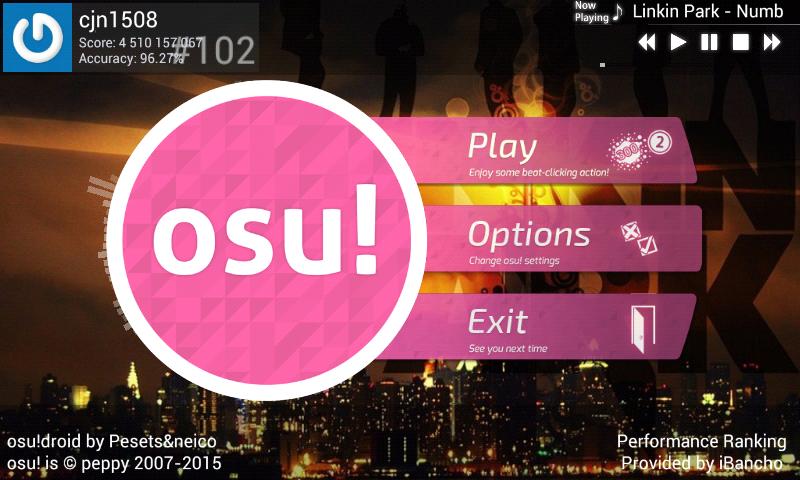 cjn1508
Score: 4 510 157 067
Accuracy: 96.27%
#102
Now
Playing
Linkin Park - Numb
osu!
Play
Enjoy some beat-clicking action!
300
2
Options
Change osu! settings
Exit
See you next time
osu!droid by Pesets&neico
osu! is © peppy 2007-2015
Performance Ranking
Provided by iBancho